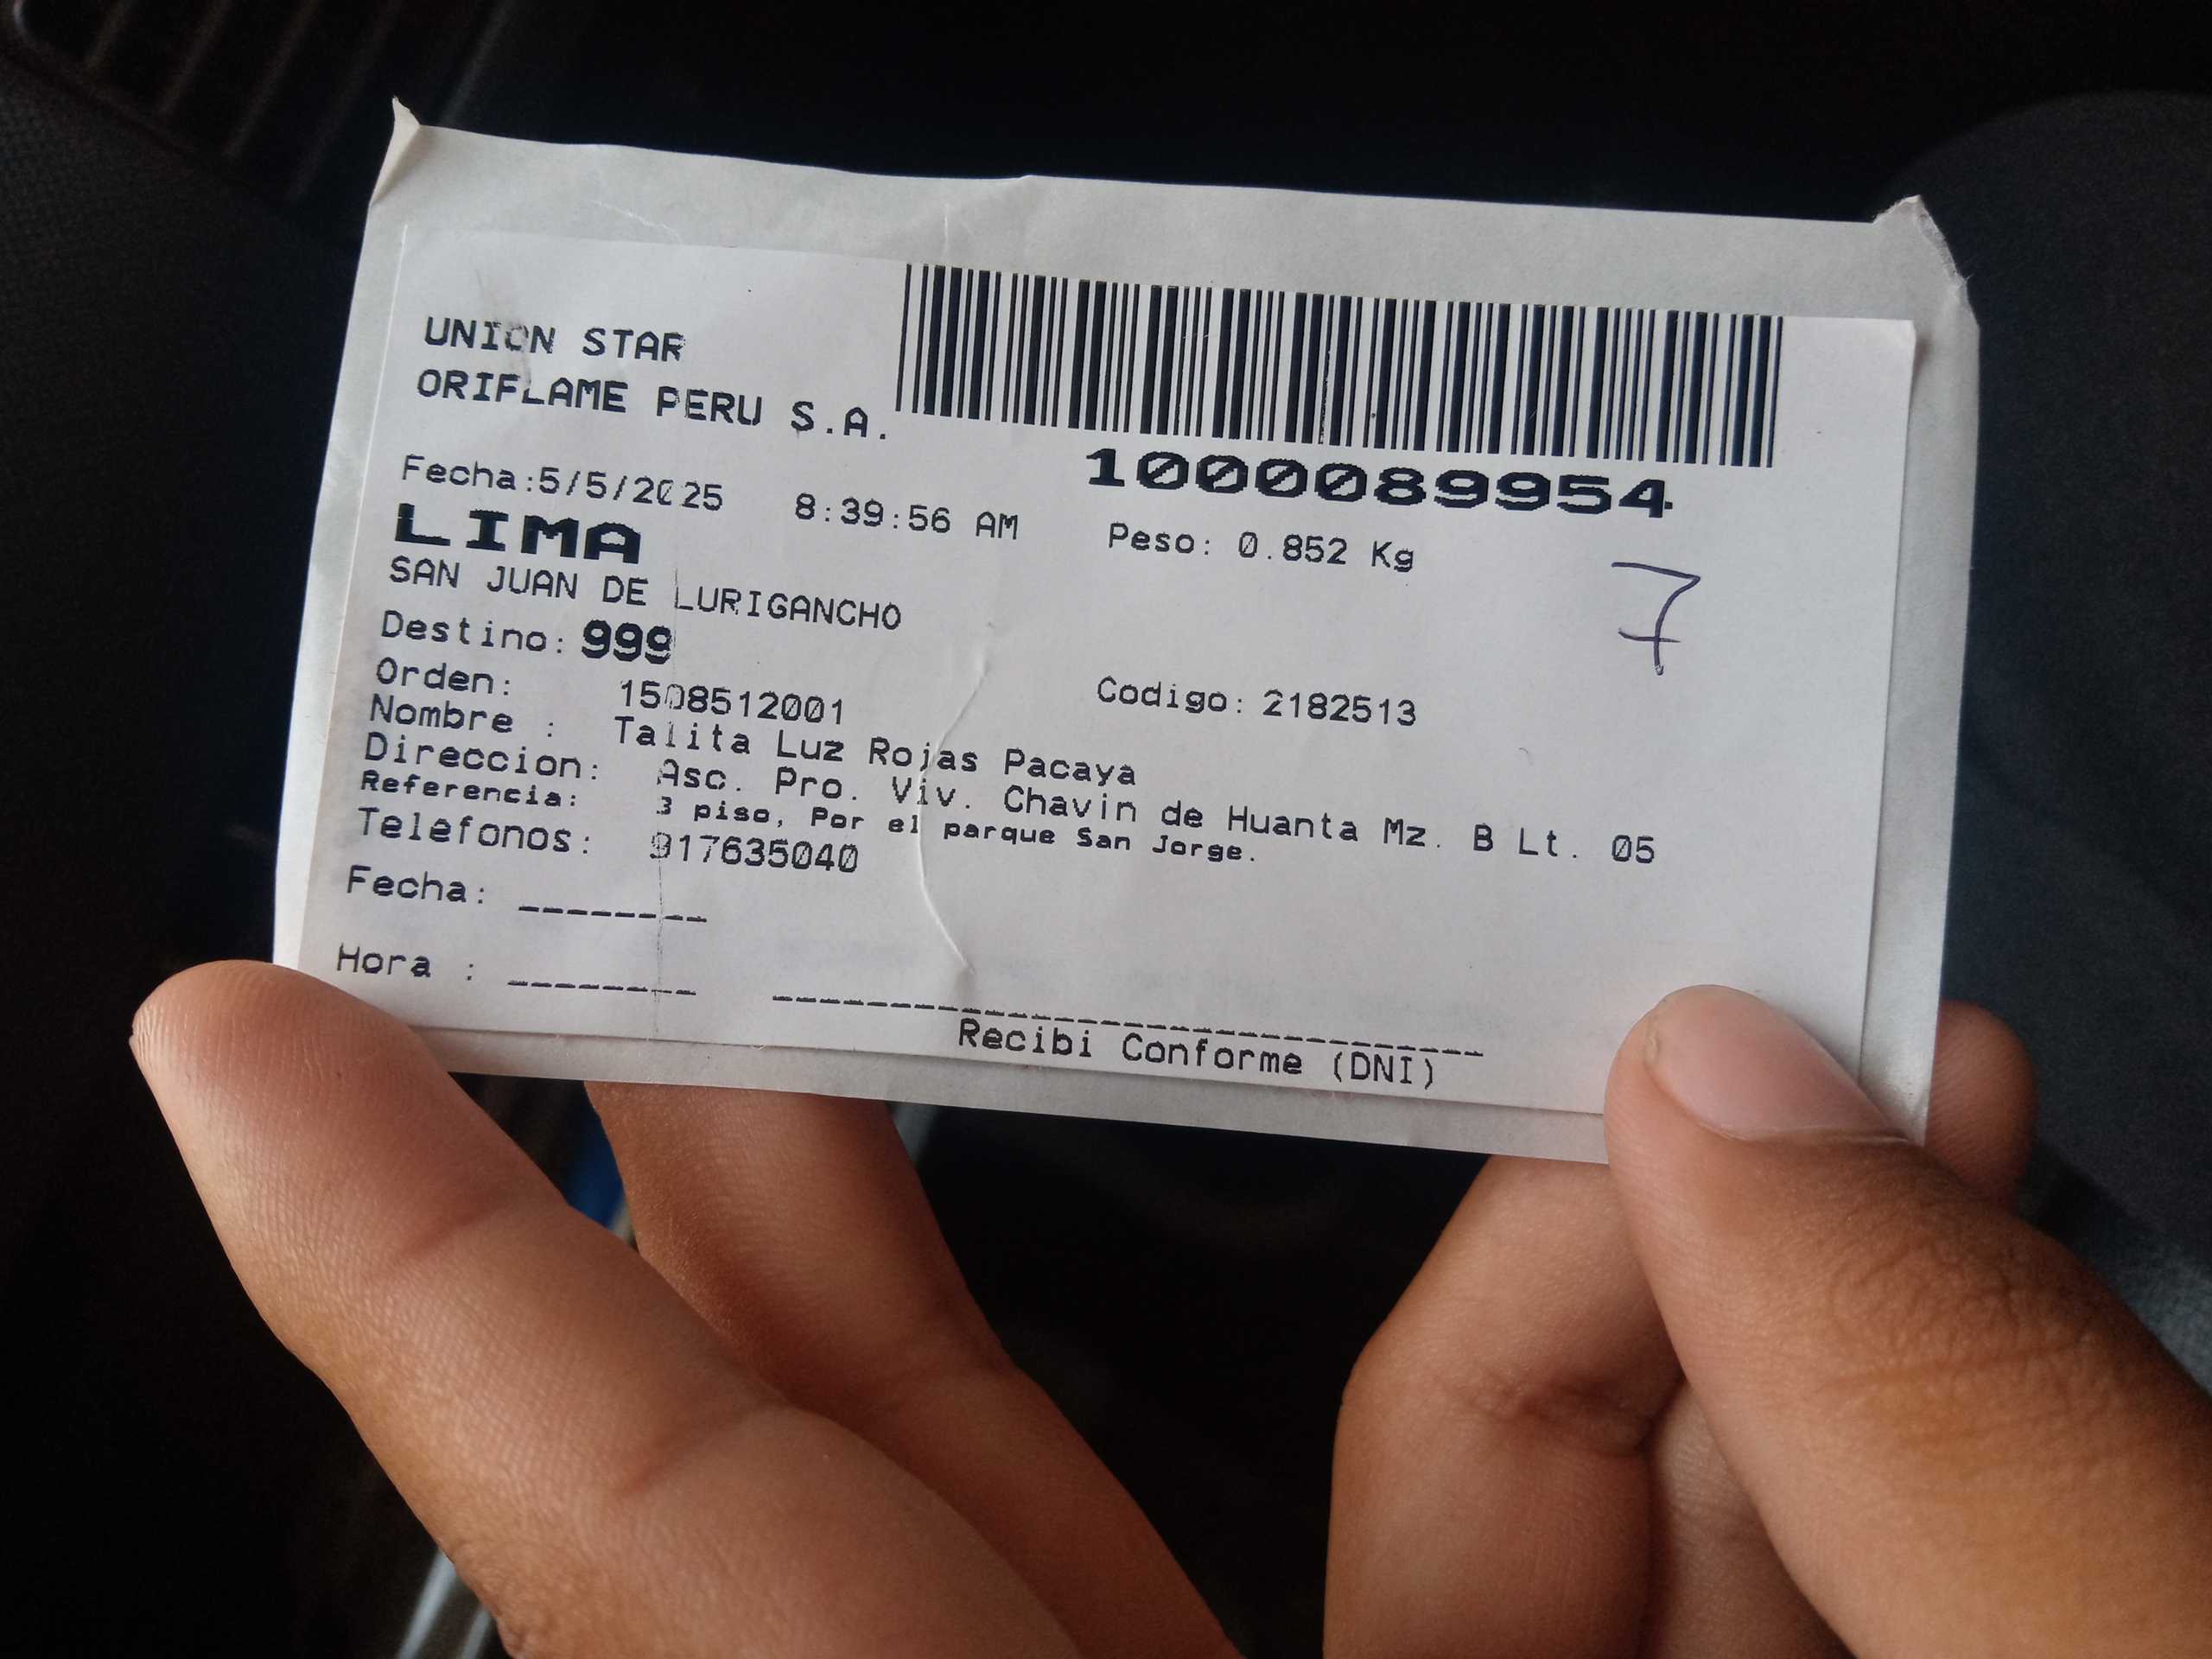 UNION STAR
ORIFLAME PERU S.A.
1000089954
Fecha:5/5/2025 8:39:56 AM Peso: 0.852 Kg
LIMA
7
SAN JUAN DE LURIGANCHO
Destino: 999
Orden: 1508512001 Codigo: 2182513
Nombre : Talita Luz Rojas Pacaya
Direccion: Asc. Pro. Viv. Chavin de Huanta Mz. B Lt. 05
Referencia: 3 piso, Por el parque San Jorge.
Telefonos: 917635040
Fecha: ________
Hora : ________
Recibi Conforme (DNI)